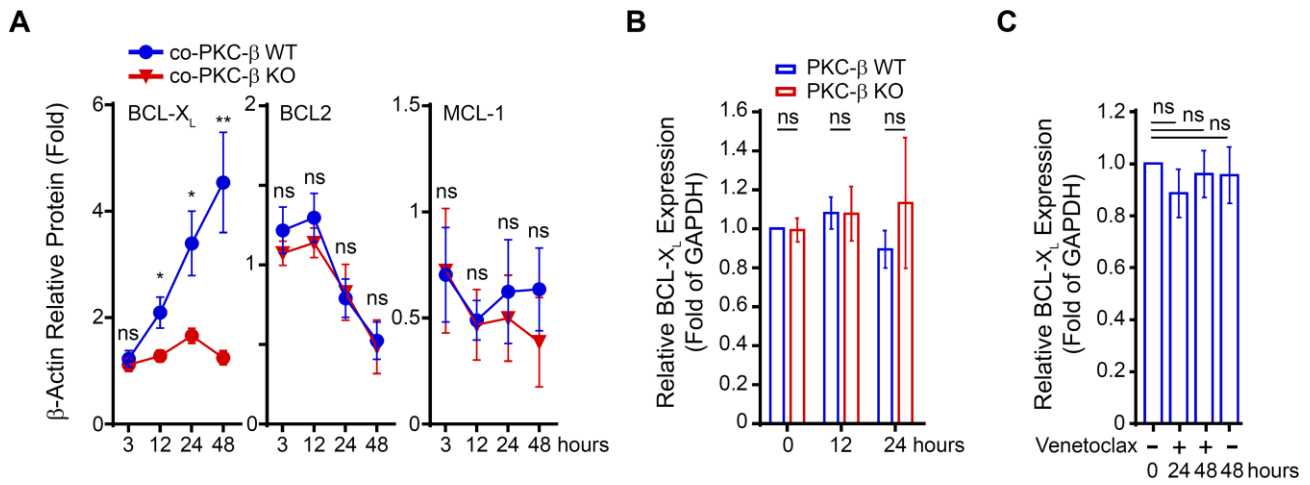 A
co-PKC-β WT
co-PKC-β KO
β-Actin Relative Protein (Fold)
6
4
2
0
BCL-XL
ns
*
*
**
3 12 24 48
2
1
0
BCL2
ns
ns
ns
ns
3 12 24 48
1.5
1
0.5
0
MCL-1
ns
ns
ns
ns
3 12 24 48 hours
B
PKC-β WT
PKC-β KO
Relative BCL-XL Expression
(Fold of GAPDH)
1.6
1.4
1.2
1.0
0.8
0.6
0.4
0.2
0
ns
ns
ns
0 12 24 hours
C
Relative BCL-XL Expression
(Fold of GAPDH)
1.2
1.0
0.8
0.6
0.4
0.2
0
ns
ns
ns
Venetoclax − + + −
0 24 48 48 hours